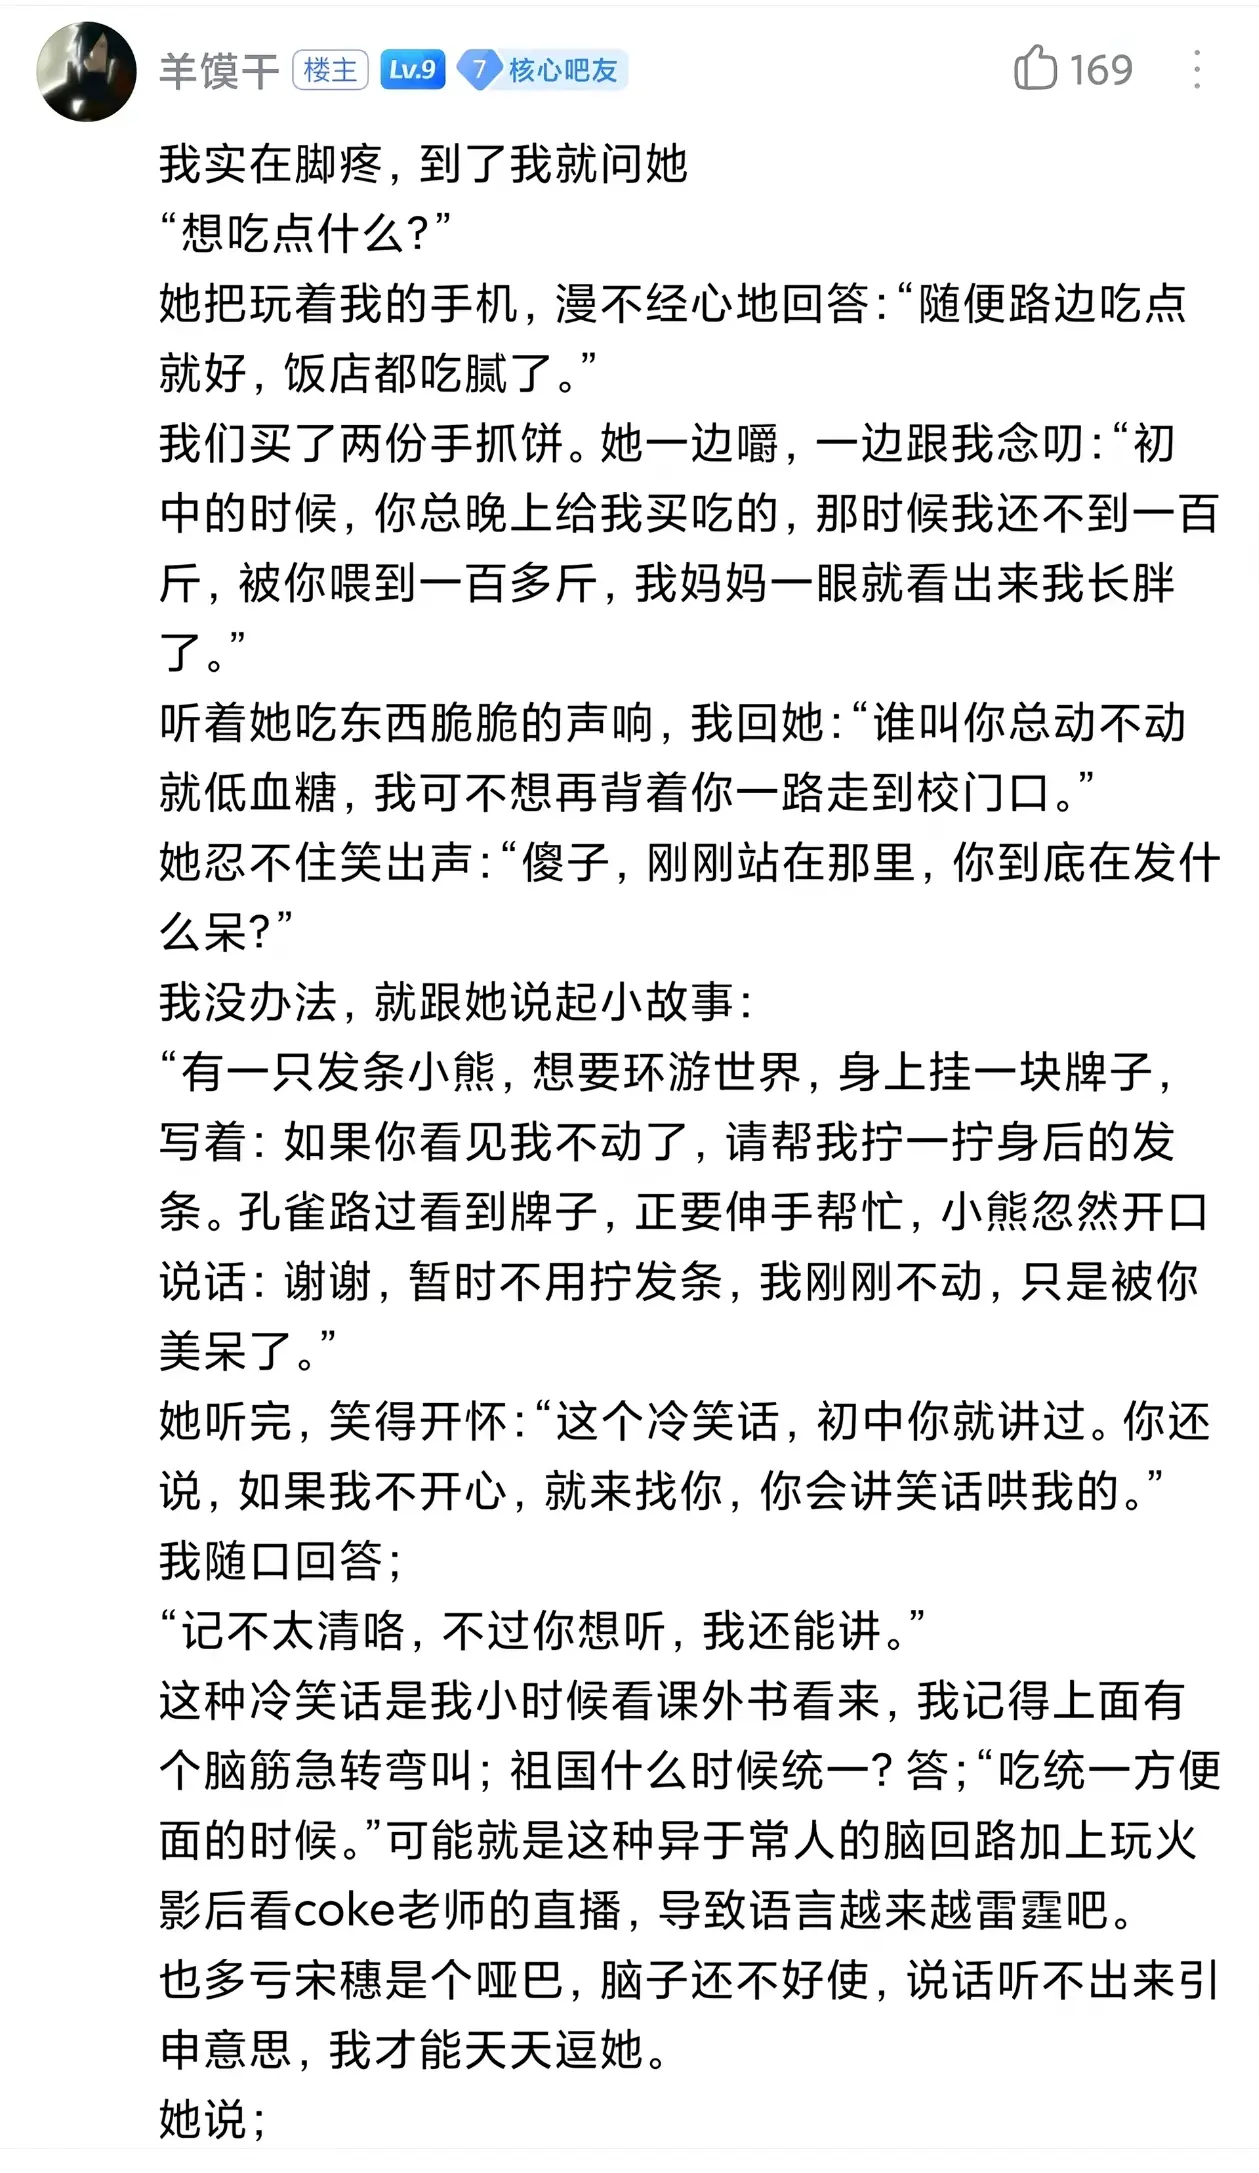 羊馍干 楼主 Lv.9 7 核心吧友 169
我实在脚疼，到了我就问她
“想吃点什么？”
她把玩着我的手机，漫不经心地回答：“随便路边吃点
就好，饭店都吃腻了。”
我们买了两份手抓饼。她一边嚼，一边跟我念叨：“初
中的时候，你总晚上给我买吃的，那时候我还不到一百
斤，被你喂到一百多斤，我妈妈一眼就看出来我长胖
了。”
听着她吃东西脆脆的声响，我回她：“谁叫你总动不动
就低血糖，我可不想再背着你一路走到校门口。”
她忍不住笑出声：“傻子，刚刚站在那里，你到底在发什
么呆？”
我没办法，就跟她说起小故事：
“有一只发条小熊，想要环游世界，身上挂一块牌子，
写着：如果你看见我不动了，请帮我拧一拧身后的发
条。孔雀路过看到牌子，正要伸手帮忙，小熊忽然开口
说话：谢谢，暂时不用拧发条，我刚刚不动，只是被你
美呆了。”
她听完，笑得开怀：“这个冷笑话，初中你就讲过。你还
说，如果我不开心，就来找你，你会讲笑话哄我的。”
我随口回答；
“记不太清咯，不过你想听，我还能讲。”
这种冷笑话是我小时候看课外书看来，我记得上面有
个脑筋急转弯叫；祖国什么时候统一？答；“吃统一方便
面的时候。”可能就是这种异于常人的脑回路加上玩火
影后看coke老师的直播，导致语言越来越雷霆吧。
也多亏宋穗是个哑巴，脑子还不好使，说话听不出来引
申意思，我才能天天逗她。
她说；